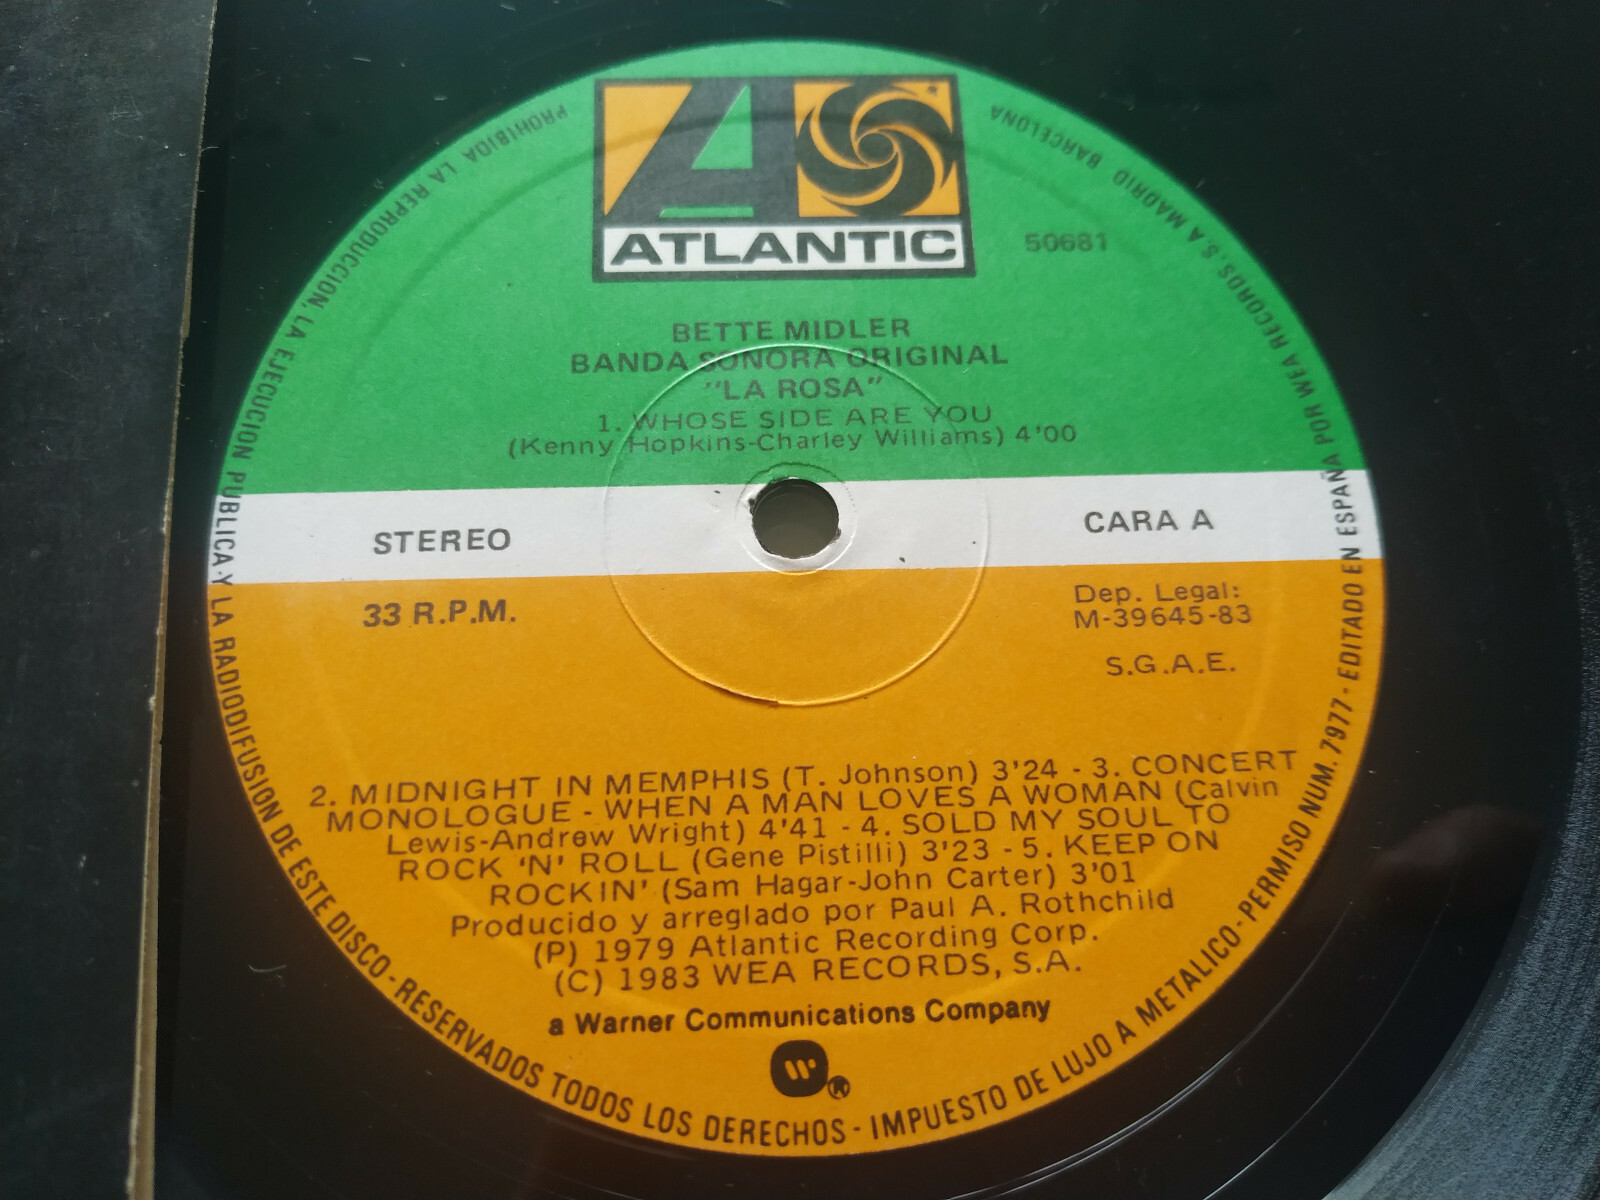 ATLANTIC
50681
BETTE MIDLER
BANDA SONORA ORIGINAL
"LA ROSA"
1. WHOSE SIDE ARE YOU
(Kenny Hopkins-Charley Williams) 4'00
STEREO
CARA A
33 R.P.M.
Dep. Legal:
M-39645-83
S.G.A.E.
2. MIDNIGHT IN MEMPHIS (T. Johnson) 3'24 - 3. CONCERT
MONOLOGUE - WHEN A MAN LOVES A WOMAN (Calvin
Lewis-Andrew Wright) 4'41 - 4. SOLD MY SOUL TO
ROCK 'N' ROLL (Gene Pistilli) 3'23 - 5. KEEP ON
ROCKIN' (Sam Hagar-John Carter) 3'01
Producido y arreglado por Paul A. Rothchild
(P) 1979 Atlantic Recording Corp.
(C) 1983 WEA RECORDS, S.A.
a Warner Communications Company
W®
PROHIBIDA LA REPRODUCCION, LA EJECUCION PUBLICA Y LA RADIODIFUSION DE ESTE DISCO - RESERVADOS TODOS LOS DERECHOS - IMPUESTO DE LUJO A METALICO - PERMISO NUM. 7977 - EDITADO EN ESPAÑA POR WEA RECORDS, S.A MADRID BARCELONA